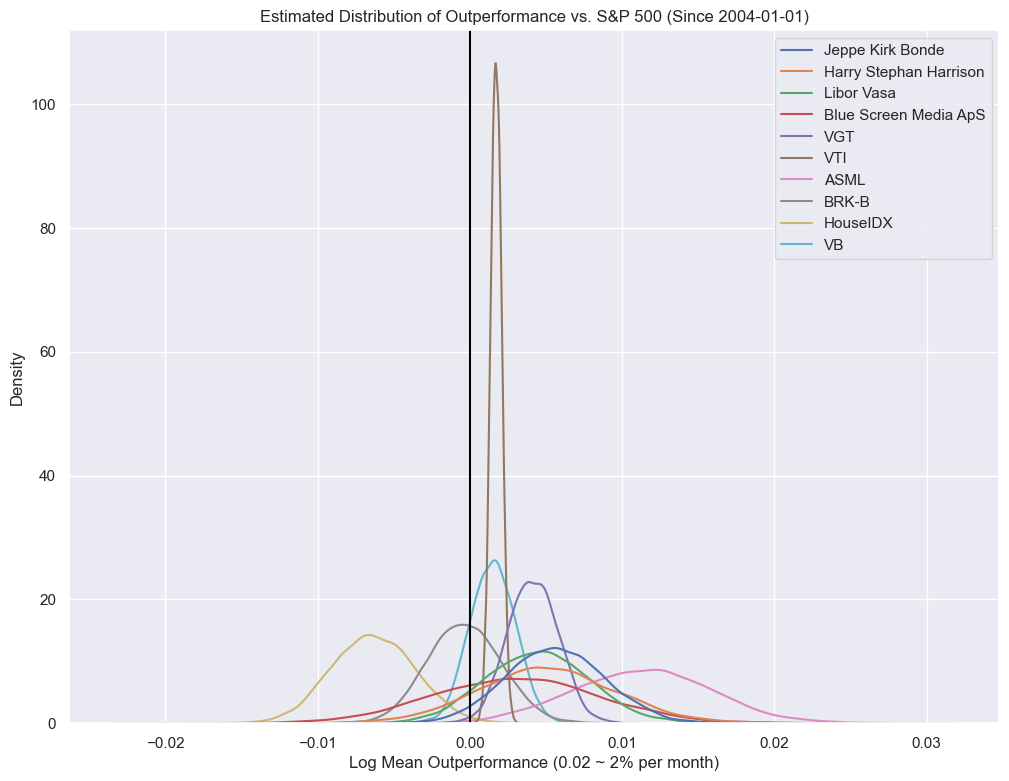 Estimated Distribution of Outperformance vs. S&P 500 (Since 2004-01-01)
Jeppe Kirk Bonde
Harry Stephan Harrison
Libor Vasa
Blue Screen Media ApS
VGT
VTI
ASML
BRK-B
HouseIDX
VB
Density
100
80
60
40
20
0
−0.02
−0.01
0.00
0.01
0.02
0.03
Log Mean Outperformance (0.02 ~ 2% per month)